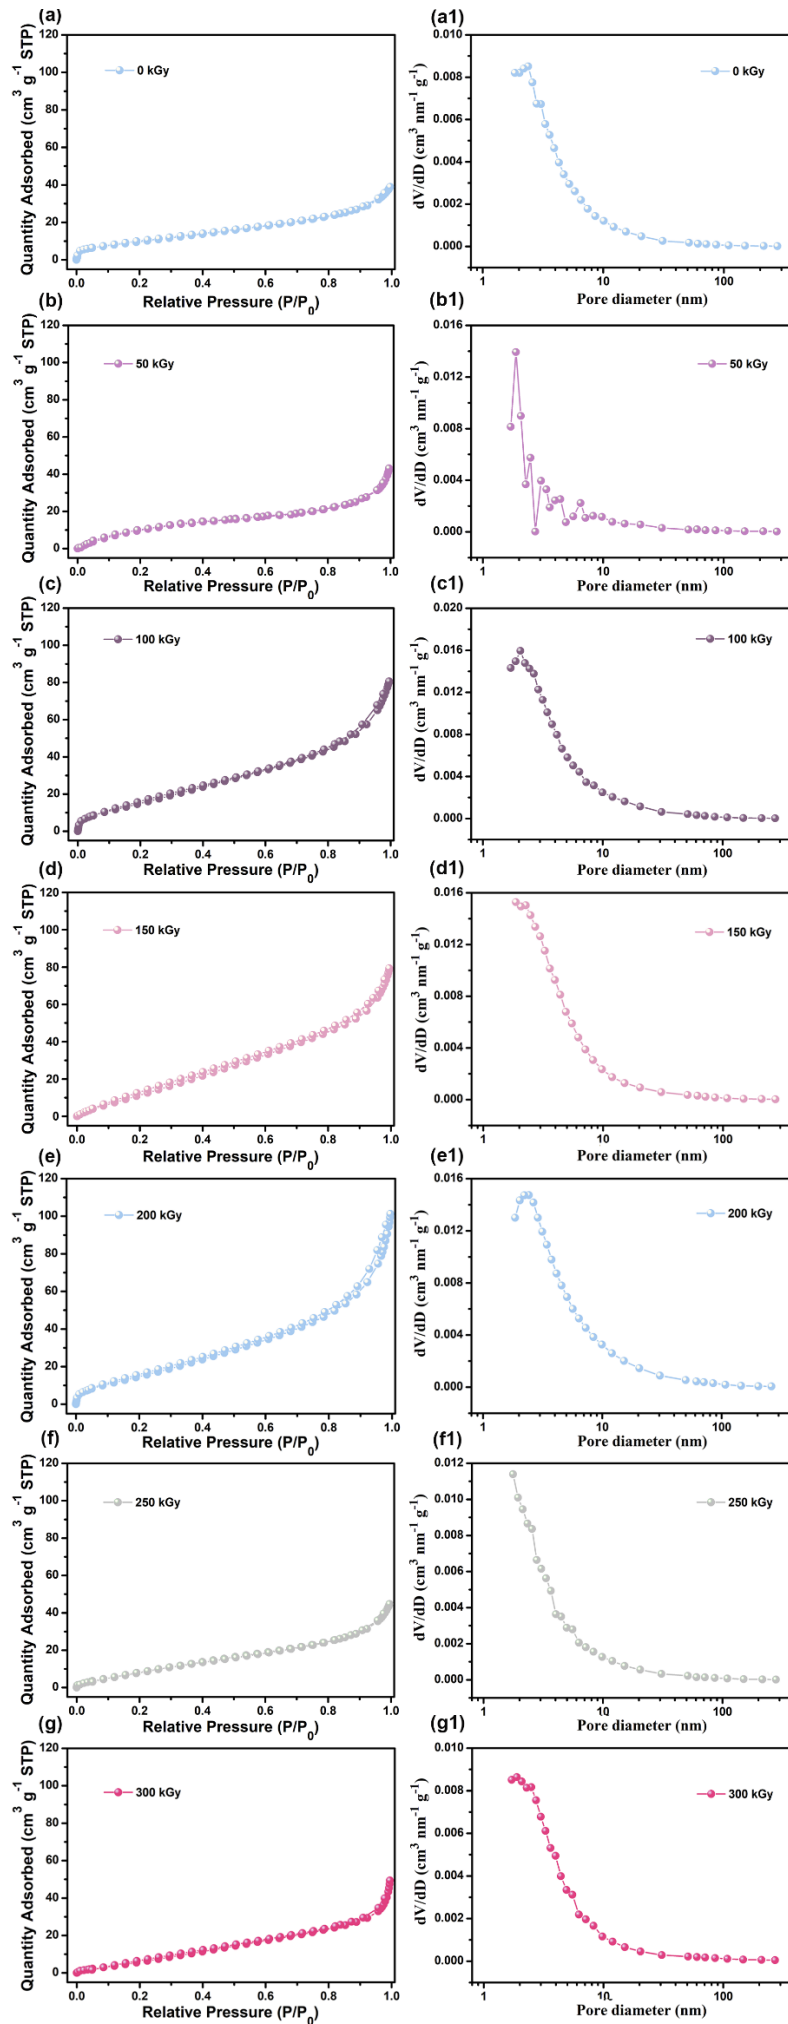 (a)
120
100
80
60
40
20
0
0.0 0.2 0.4 0.6 0.8 1.0
Quantity Adsorbed (cm³ g⁻¹ STP)
Relative Pressure (P/P₀)
0 kGy
(a1)
0.010
0.008
0.006
0.004
0.002
0.000
1 10 100
dV/dD (cm³ nm⁻¹ g⁻¹)
Pore diameter (nm)
0 kGy
(b)
120
100
80
60
40
20
0
0.0 0.2 0.4 0.6 0.8 1.0
Quantity Adsorbed (cm³ g⁻¹ STP)
Relative Pressure (P/P₀)
50 kGy
(b1)
0.016
0.012
0.008
0.004
0.000
1 10 100
dV/dD (cm³ nm⁻¹ g⁻¹)
Pore diameter (nm)
50 kGy
(c)
120
100
80
60
40
20
0
0.0 0.2 0.4 0.6 0.8 1.0
Quantity Adsorbed (cm³ g⁻¹ STP)
Relative Pressure (P/P₀)
100 kGy
(c1)
0.020
0.016
0.012
0.008
0.004
0.000
1 10 100
dV/dD (cm³ nm⁻¹ g⁻¹)
Pore diameter (nm)
100 kGy
(d)
120
100
80
60
40
20
0
0.0 0.2 0.4 0.6 0.8 1.0
Quantity Adsorbed (cm³ g⁻¹ STP)
Relative Pressure (P/P₀)
150 kGy
(d1)
0.016
0.012
0.008
0.004
0.000
1 10 100
dV/dD (cm³ nm⁻¹ g⁻¹)
Pore diameter (nm)
150 kGy
(e)
120
100
80
60
40
20
0
0.0 0.2 0.4 0.6 0.8 1.0
Quantity Adsorbed (cm³ g⁻¹ STP)
Relative Pressure (P/P₀)
200 kGy
(e1)
0.016
0.012
0.008
0.004
0.000
1 10 100
dV/dD (cm³ nm⁻¹ g⁻¹)
Pore diameter (nm)
200 kGy
(f)
120
100
80
60
40
20
0
0.0 0.2 0.4 0.6 0.8 1.0
Quantity Adsorbed (cm³ g⁻¹ STP)
Relative Pressure (P/P₀)
250 kGy
(f1)
0.012
0.010
0.008
0.006
0.004
0.002
0.000
1 10 100
dV/dD (cm³ nm⁻¹ g⁻¹)
Pore diameter (nm)
250 kGy
(g)
120
100
80
60
40
20
0
0.0 0.2 0.4 0.6 0.8 1.0
Quantity Adsorbed (cm³ g⁻¹ STP)
Relative Pressure (P/P₀)
300 kGy
(g1)
0.010
0.008
0.006
0.004
0.002
0.000
1 10 100
dV/dD (cm³ nm⁻¹ g⁻¹)
Pore diameter (nm)
300 kGy